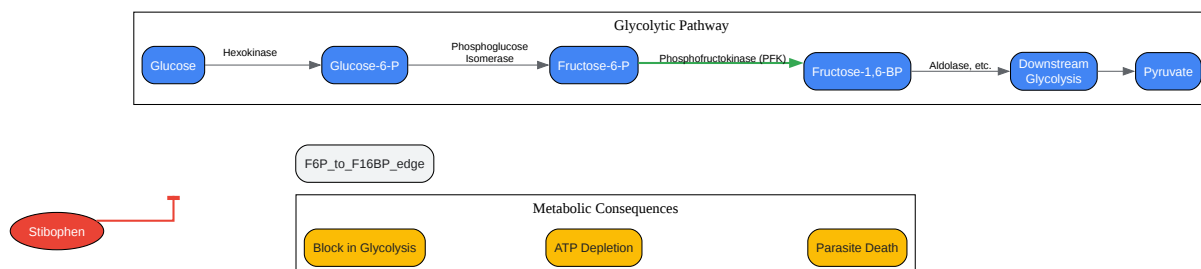 Glycolytic Pathway
Glucose
Hexokinase
Glucose-6-P
Phosphoglucose
Isomerase
Fructose-6-P
Phosphofructokinase (PFK)
Fructose-1,6-BP
Aldolase, etc.
Downstream
Glycolysis
Pyruvate
F6P_to_F16BP_edge
Stibophen
Metabolic Consequences
Block in Glycolysis
ATP Depletion
Parasite Death